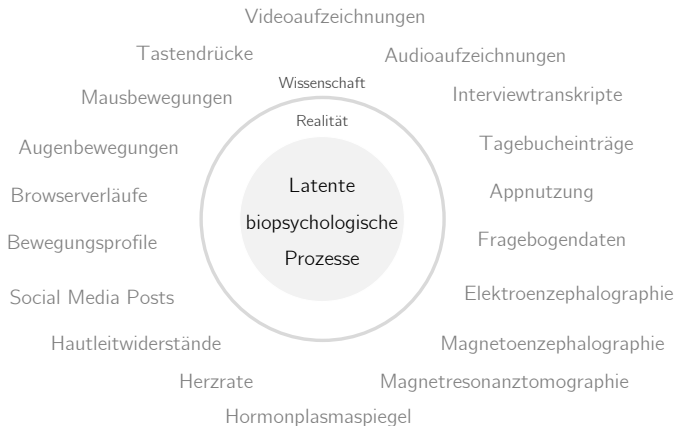 Videoaufzeichnungen
Tastendrücke
Audioaufzeichnungen
Wissenschaft
Mausbewegungen
Interviewtranskripte
Realität
Augenbewegungen
Tagebucheinträge
Latente
biopsychologische
Prozesse
Browserverläufe
Appnutzung
Bewegungsprofile
Fragebogendaten
Social Media Posts
Elektroenzephalographie
Hautleitwiderstände
Magnetoenzephalographie
Herzrate
Magnetresonanztomographie
Hormonplasmaspiegel